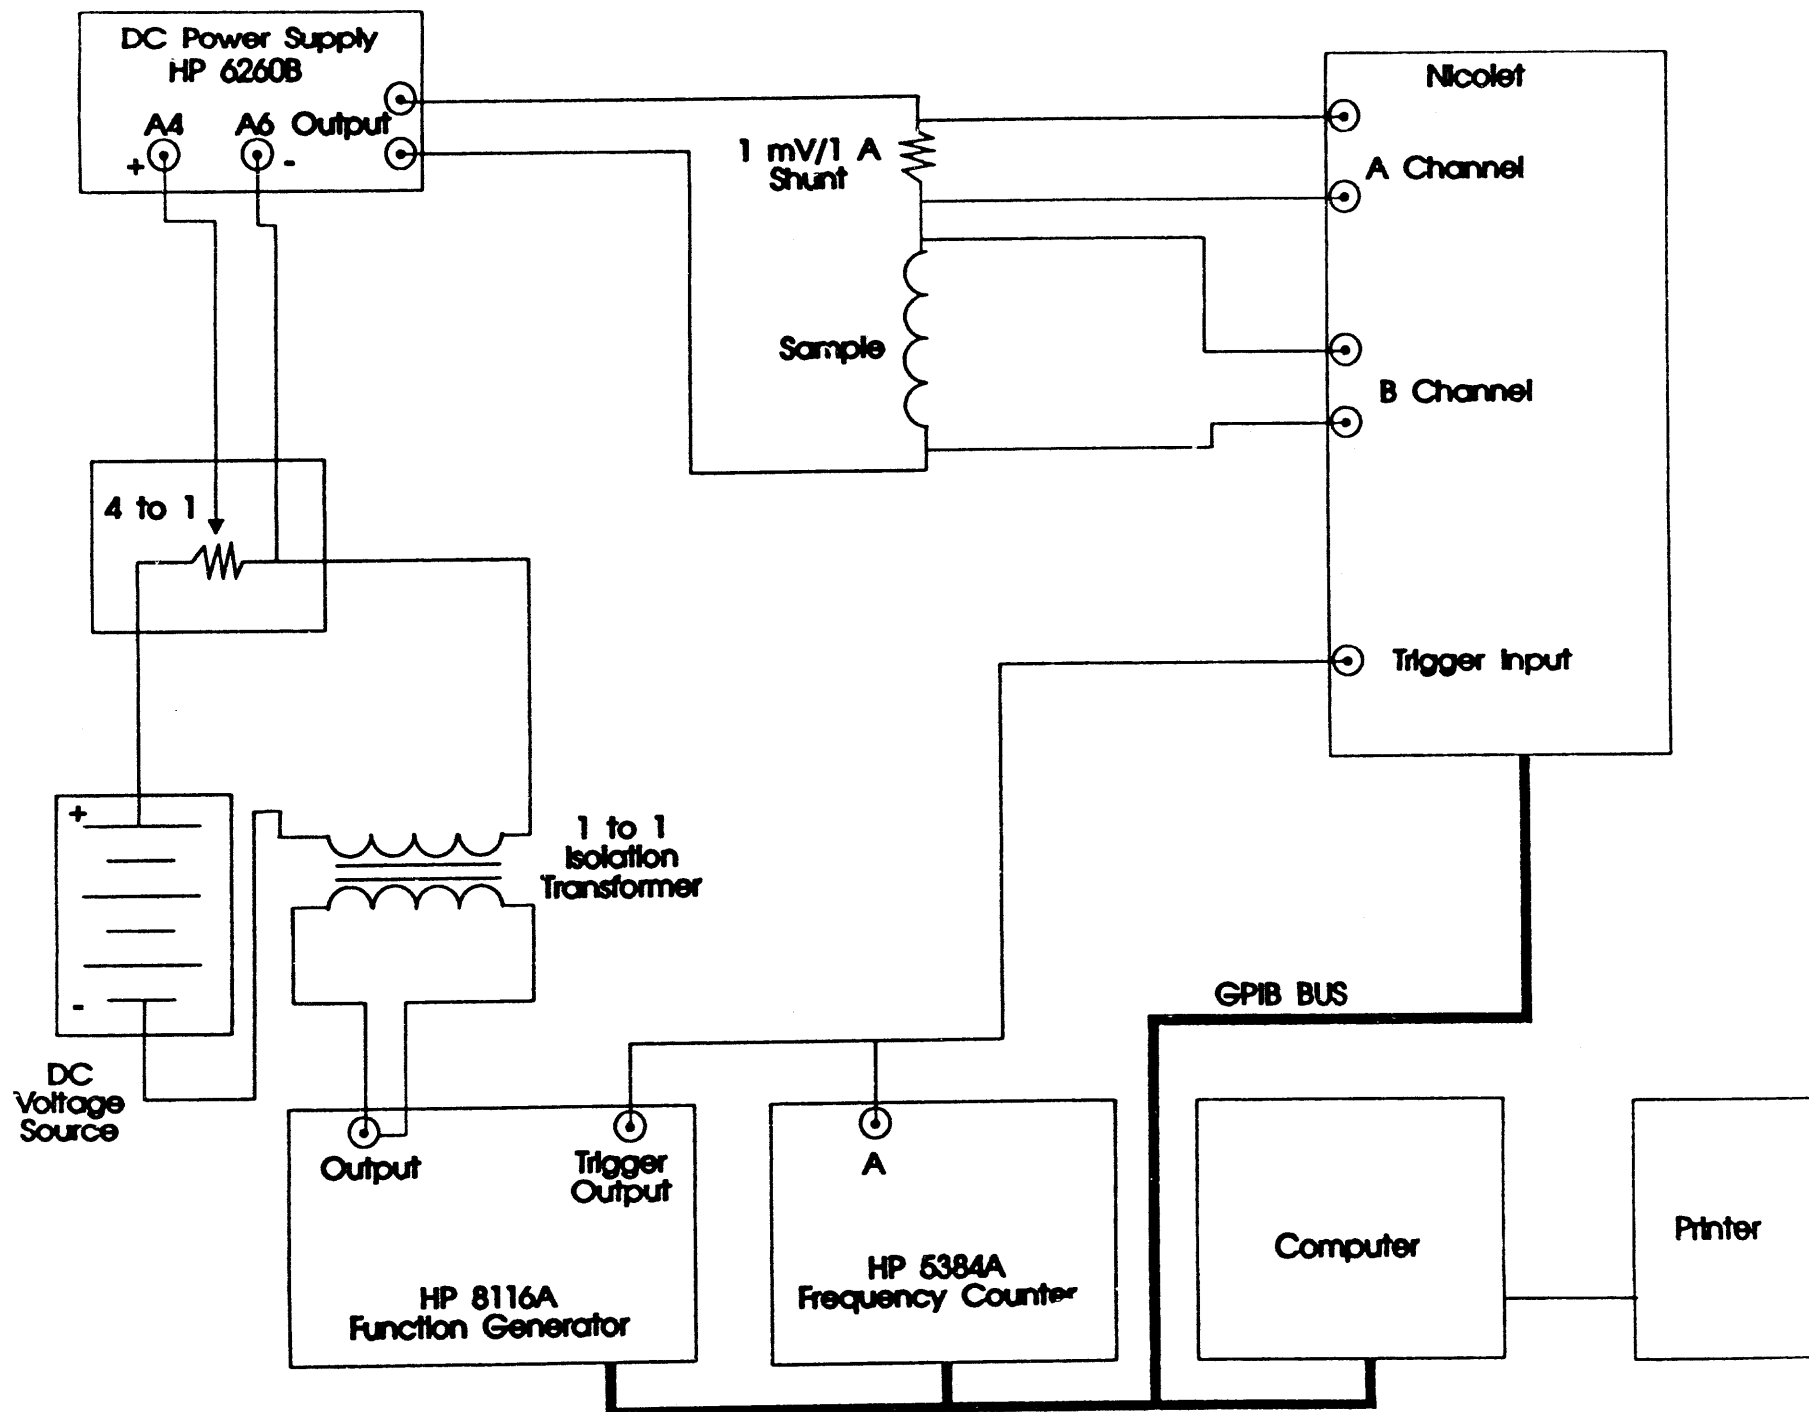 DC Power Supply
HP 6260B
A4
A6 Output
+
-
1 mV/1 A
Shunt
Nicolet
A Channel
Sample
B Channel
4 to 1
Trigger Input
+
-
1 to 1
Isolation
Transformer
DC
Voltage
Source
GPIB BUS
Output
Trigger
Output
HP 8116A
Function Generator
A
HP 5384A
Frequency Counter
Computer
Printer